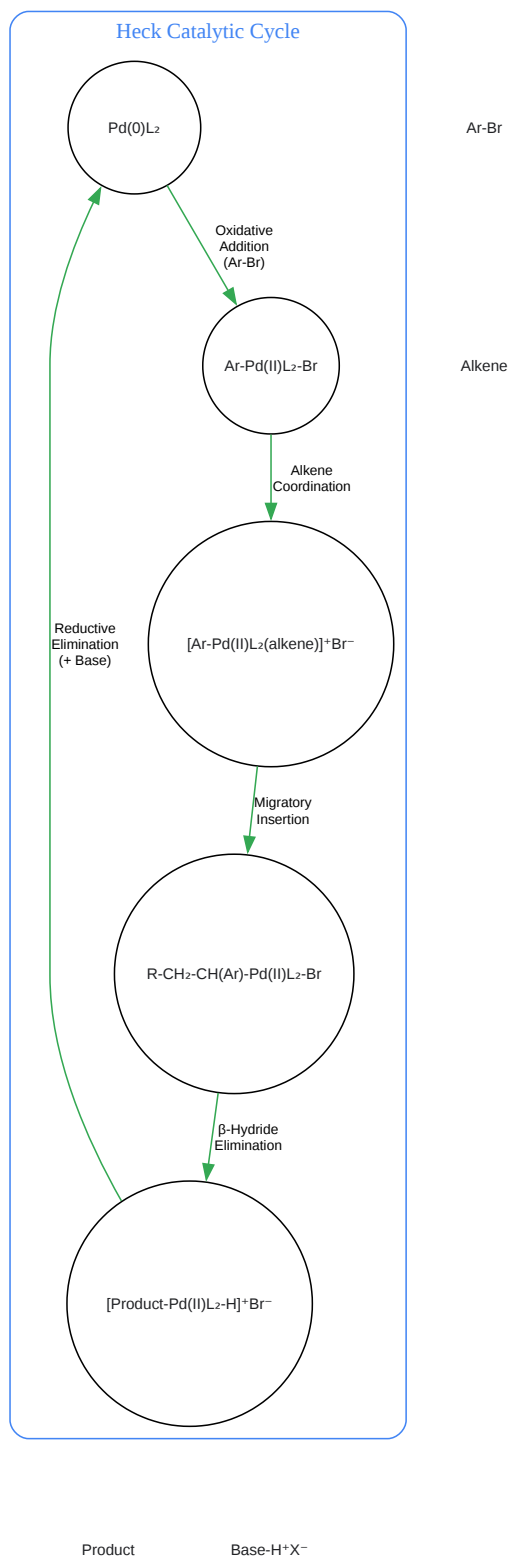 Heck Catalytic Cycle
Pd(0)L₂
Ar-Br
Oxidative
Addition
(Ar-Br)
Ar-Pd(II)L₂-Br
Alkene
Alkene
Coordination
Reductive
Elimination
(+ Base)
[Ar-Pd(II)L₂(alkene)]⁺Br⁻
Migratory
Insertion
R-CH₂-CH(Ar)-Pd(II)L₂-Br
β-Hydride
Elimination
[Product-Pd(II)L₂-H]⁺Br⁻
Product
Base-H⁺X⁻